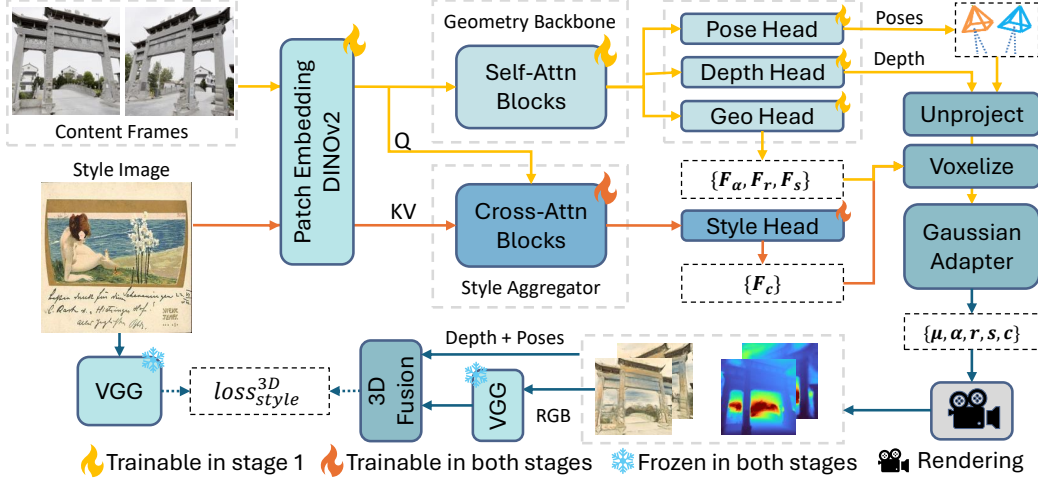 Geometry Backbone
Pose Head
Poses
Self-Attn
Blocks
Depth Head
Depth
Geo Head
Content Frames
Patch Embedding
DINOv2
Unproject
Voxelize
Q
Style Image
{F_α, F_r, F_s}
KV
Cross-Attn
Blocks
Style Head
Gaussian
Adapter
{F_c}
Style Aggregator
{μ, α, r, s, c}
Depth + Poses
VGG
loss_style^3D
3D
Fusion
VGG
RGB
Trainable in stage 1
Trainable in both stages
Frozen in both stages
Rendering